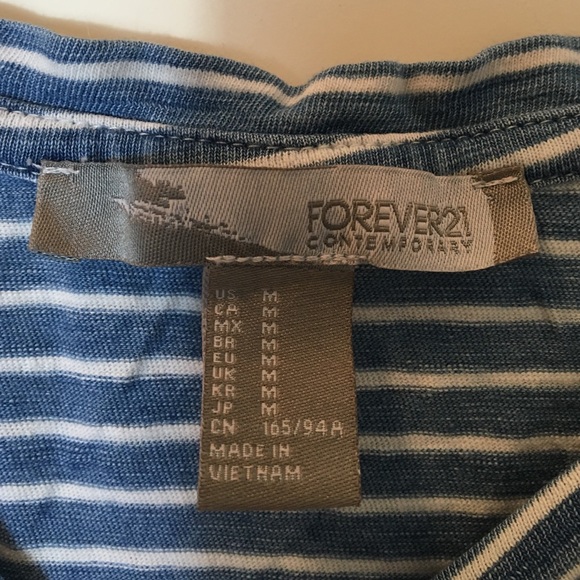 FOREVER21
CONTEMPORARY
US M
CA M
MX M
BR M
EU M
UK M
KR M
JP M
CN 165/94A
MADE IN
VIETNAM